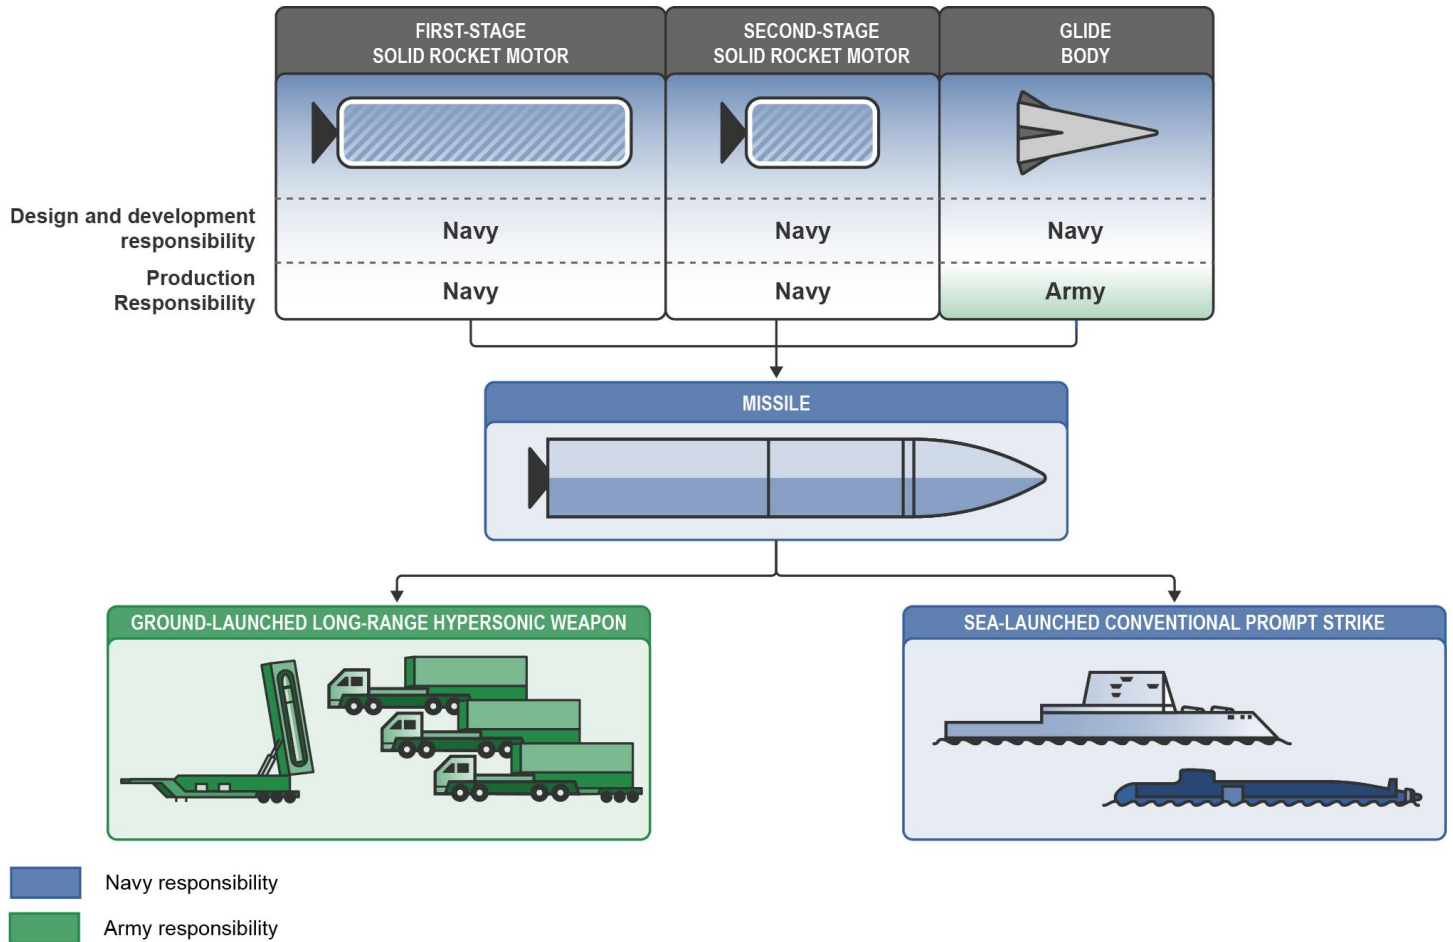 FIRST-STAGE
SOLID ROCKET MOTOR
SECOND-STAGE
SOLID ROCKET MOTOR
GLIDE
BODY
Design and development
responsibility
Navy
Navy
Navy
Production
Responsibility
Navy
Navy
Army
MISSILE
GROUND-LAUNCHED LONG-RANGE HYPERSONIC WEAPON
SEA-LAUNCHED CONVENTIONAL PROMPT STRIKE
Navy responsibility
Army responsibility